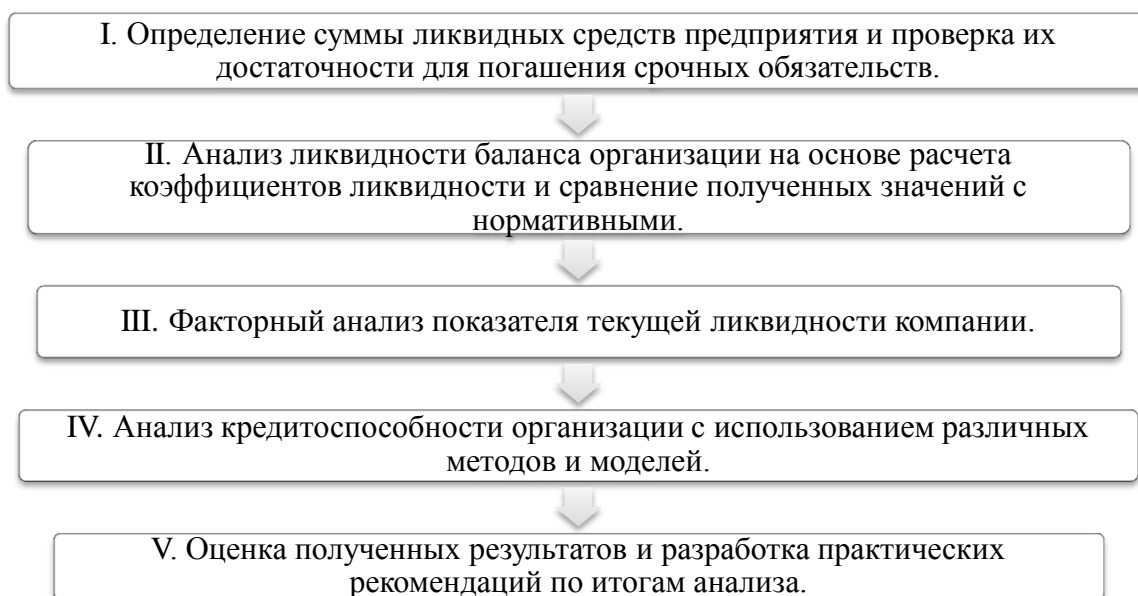 I. Определение суммы ликвидных средств предприятия и проверка их
достаточности для погашения срочных обязательств.
II. Анализ ликвидности баланса организации на основе расчета
коэффициентов ликвидности и сравнение полученных значений с
нормативными.
III. Факторный анализ показателя текущей ликвидности компании.
IV. Анализ кредитоспособности организации с использованием различных
методов и моделей.
V. Оценка полученных результатов и разработка практических
рекомендаций по итогам анализа.